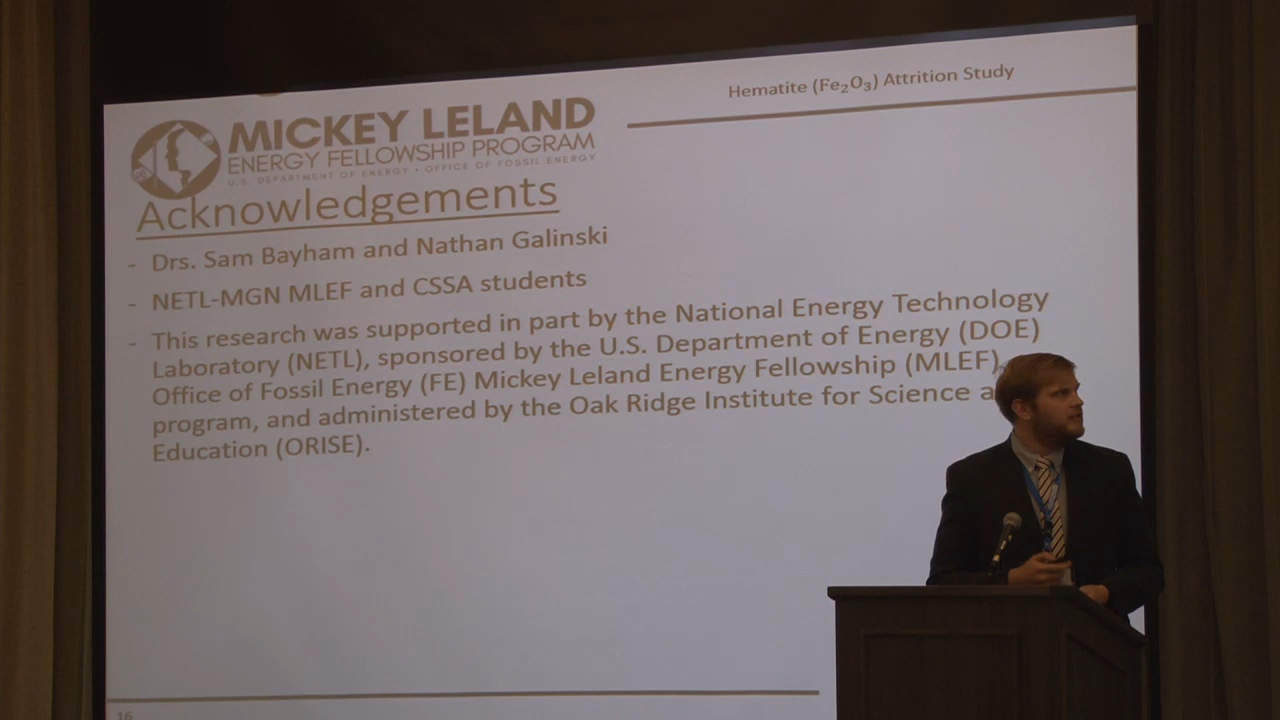 Hematite (Fe₂O₃) Attrition Study
MICKEY LELAND
ENERGY FELLOWSHIP PROGRAM
U.S. DEPARTMENT OF ENERGY • OFFICE OF FOSSIL ENERGY
Acknowledgements
- Drs. Sam Bayham and Nathan Galinski
- NETL-MGN MLEF and CSSA students
- This research was supported in part by the National Energy Technology
Laboratory (NETL), sponsored by the U.S. Department of Energy (DOE)
Office of Fossil Energy (FE) Mickey Leland Energy Fellowship (MLEF)
program, and administered by the Oak Ridge Institute for Science a
Education (ORISE).
16